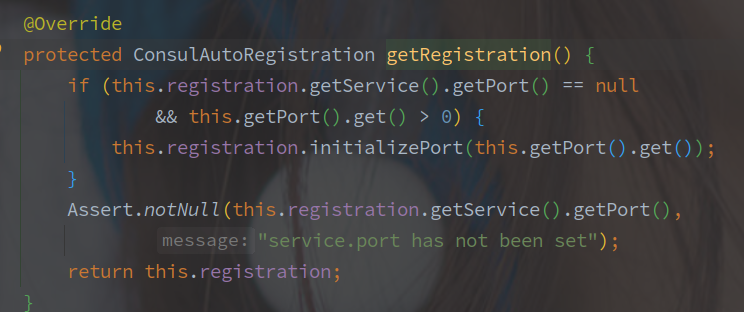 @Override
protected ConsulAutoRegistration getRegistration() {
if (this.registration.getService().getPort() == null
&& this.getPort().get() > 0) {
this.registration.initializePort(this.getPort().get());
}
Assert.notNull(this.registration.getService().getPort(),
message: "service.port has not been set");
return this.registration;
}